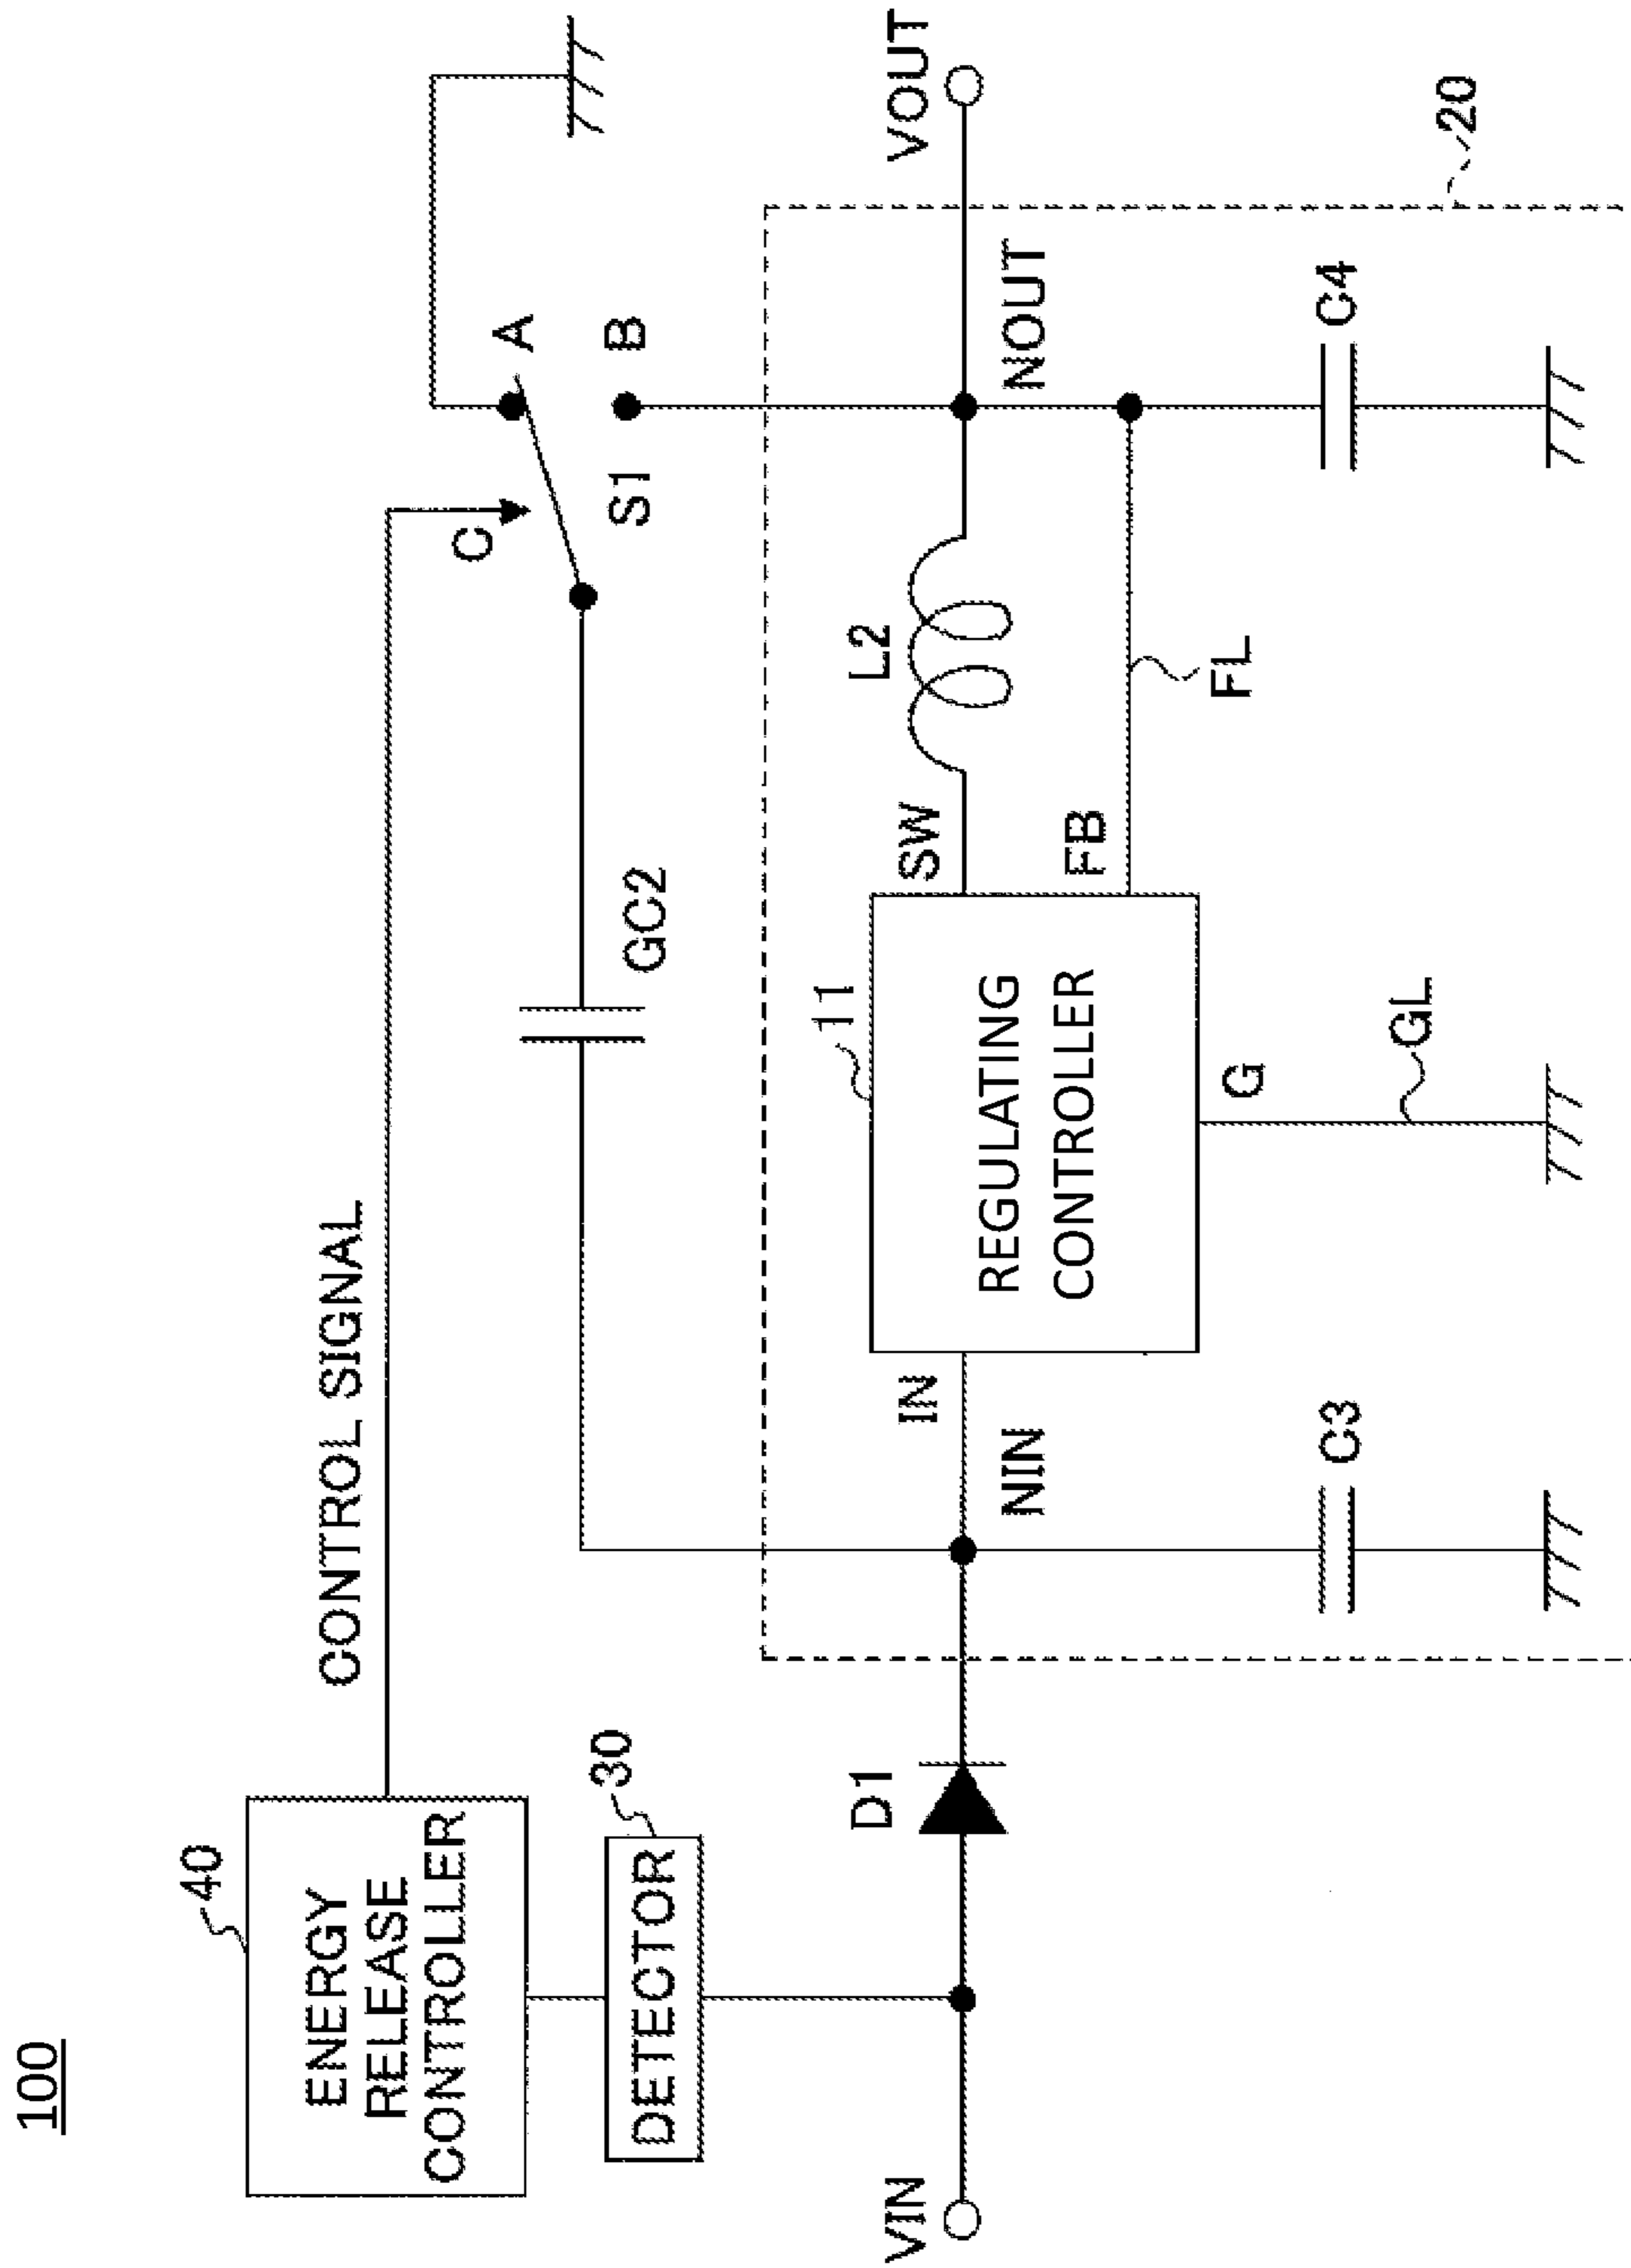 100
ENERGY
RELEASE
CONTROLLER
40
CONTROL SIGNAL
C
A
B
S1
GC2
DETECTOR
30
VIN
D1
NIN
IN
11
REGULATING
CONTROLLER
SW
FB
G
GL
L2
FL
NOUT
VOUT
C3
C4
20